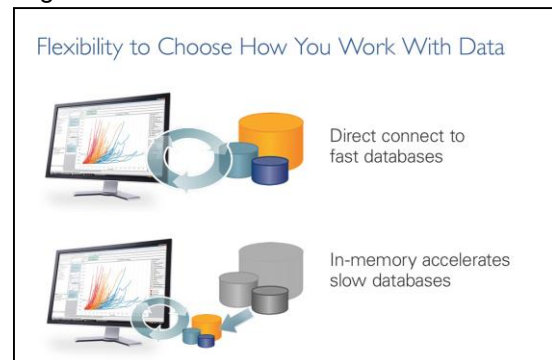 Flexibility to Choose How You Work With Data
Direct connect to
fast databases
In-memory accelerates
slow databases